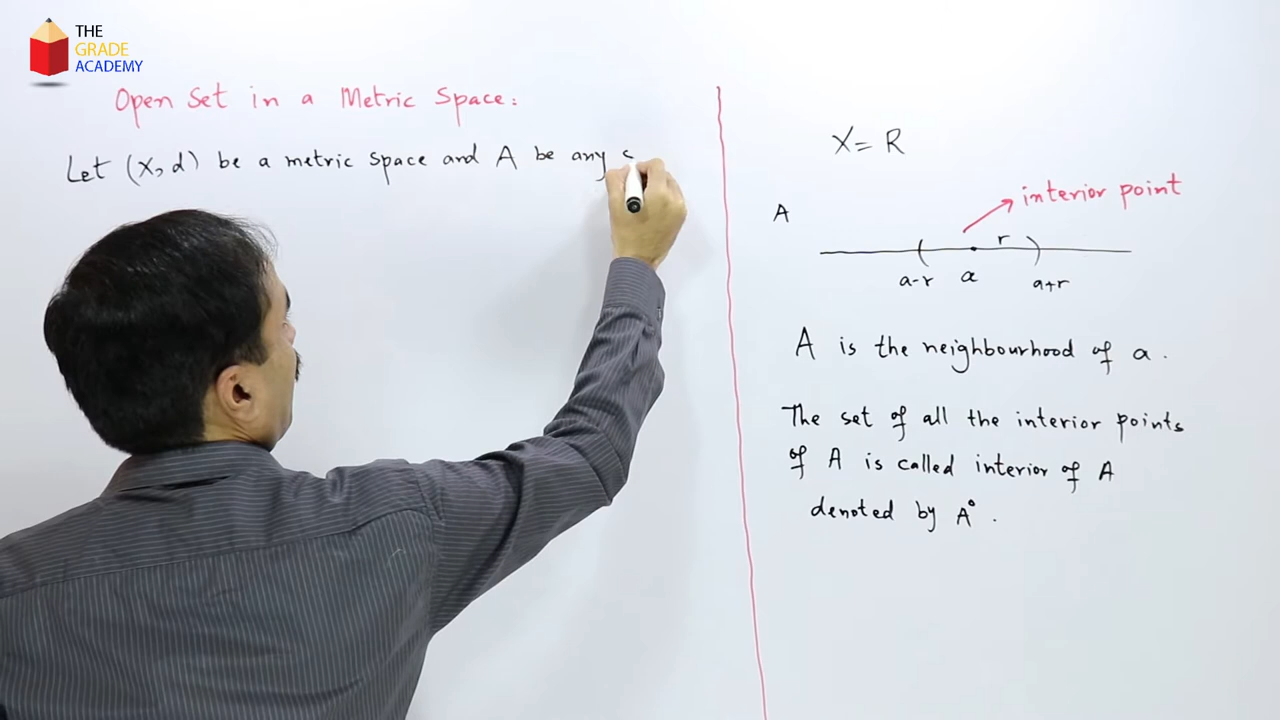 THE
GRADE
ACADEMY
Open Set in a Metric Space:
Let (X, d) be a metric space and A be any s
X = R
interior point
A
( r )
a-r a a+r
A is the neighbourhood of a.
The set of all the interior points
of A is called interior of A
denoted by A°.